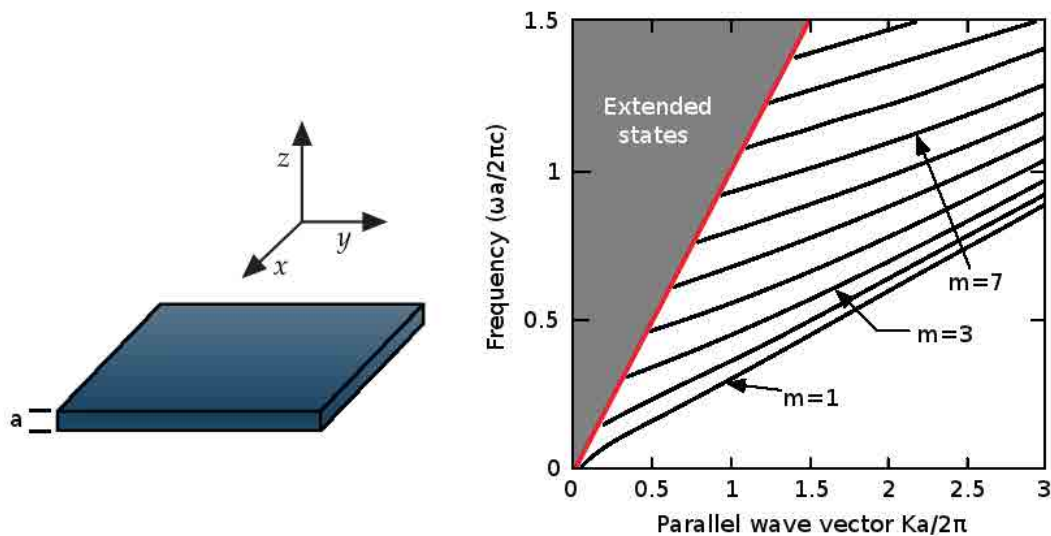 z
y
x
a
Frequency (ωa/2πc)
1.5
1
0.5
0
Extended
states
m=7
m=3
m=1
0 0.5 1 1.5 2 2.5 3
Parallel wave vector Ka/2π